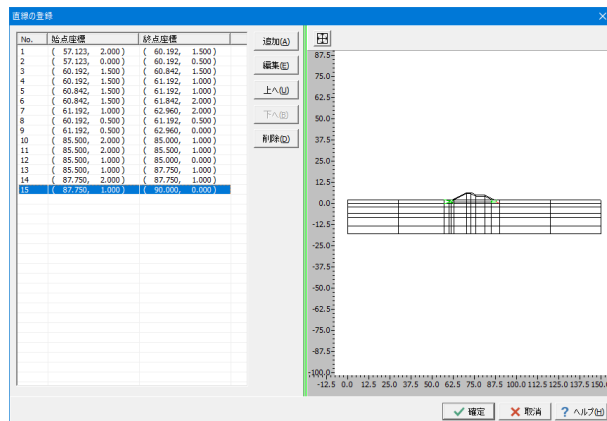 直線の登録
No. 始点座標 終点座標
1 ( 57.123, 2.000 ) ( 60.192, 1.500 )
2 ( 57.123, 0.000 ) ( 60.192, 0.500 )
3 ( 60.192, 1.500 ) ( 60.842, 1.500 )
4 ( 60.192, 1.500 ) ( 61.192, 1.000 )
5 ( 60.842, 1.500 ) ( 61.192, 1.000 )
6 ( 60.842, 1.500 ) ( 61.842, 2.000 )
7 ( 61.192, 1.000 ) ( 62.960, 2.000 )
8 ( 60.192, 0.500 ) ( 61.192, 0.500 )
9 ( 61.192, 0.500 ) ( 62.960, 0.000 )
10 ( 85.500, 2.000 ) ( 85.000, 1.000 )
11 ( 85.500, 2.000 ) ( 85.500, 1.000 )
12 ( 85.500, 1.000 ) ( 85.000, 0.000 )
13 ( 85.500, 1.000 ) ( 87.750, 1.000 )
14 ( 87.750, 2.000 ) ( 87.750, 1.000 )
15 ( 87.750, 1.000 ) ( 90.000, 0.000 )
追加(A)
編集(E)
上へ(U)
下へ(B)
削除(D)
87.5
75.0
62.5
50.0
37.5
25.0
12.5
0.0
-12.5
-25.0
-37.5
-50.0
-62.5
-75.0
-87.5
-100.0
-12.5 0.0 12.5 25.0 37.5 50.0 62.5 75.0 87.5 100.0 112.5 125.0 137.5 150.
確定 取消 ? ヘルプ(H)